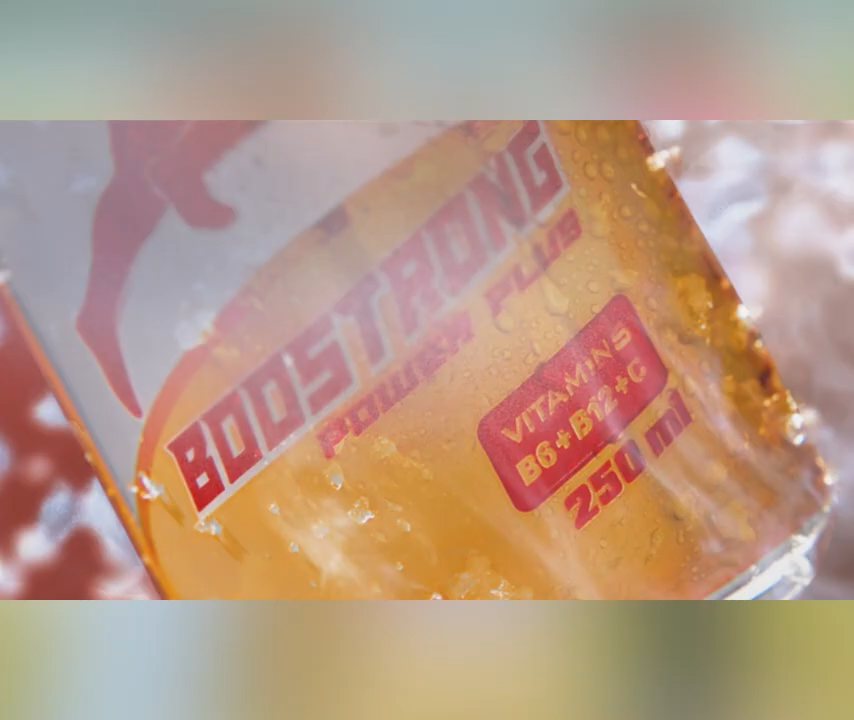 BOOSTRONG
POWER PLUS
VITAMINS
B6+B12+C
250 ml